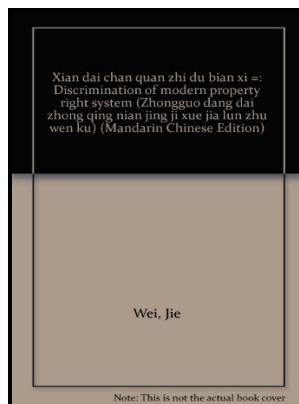 Xian dai chan quan zhi du bian xi =:
Discrimination of modern property
right system (Zhongguo dang dai
zhong qing nian jing ji xue jia lun zhu
wen ku) (Mandarin Chinese Edition)
Wei, Jie
Note: This is not the actual book cover